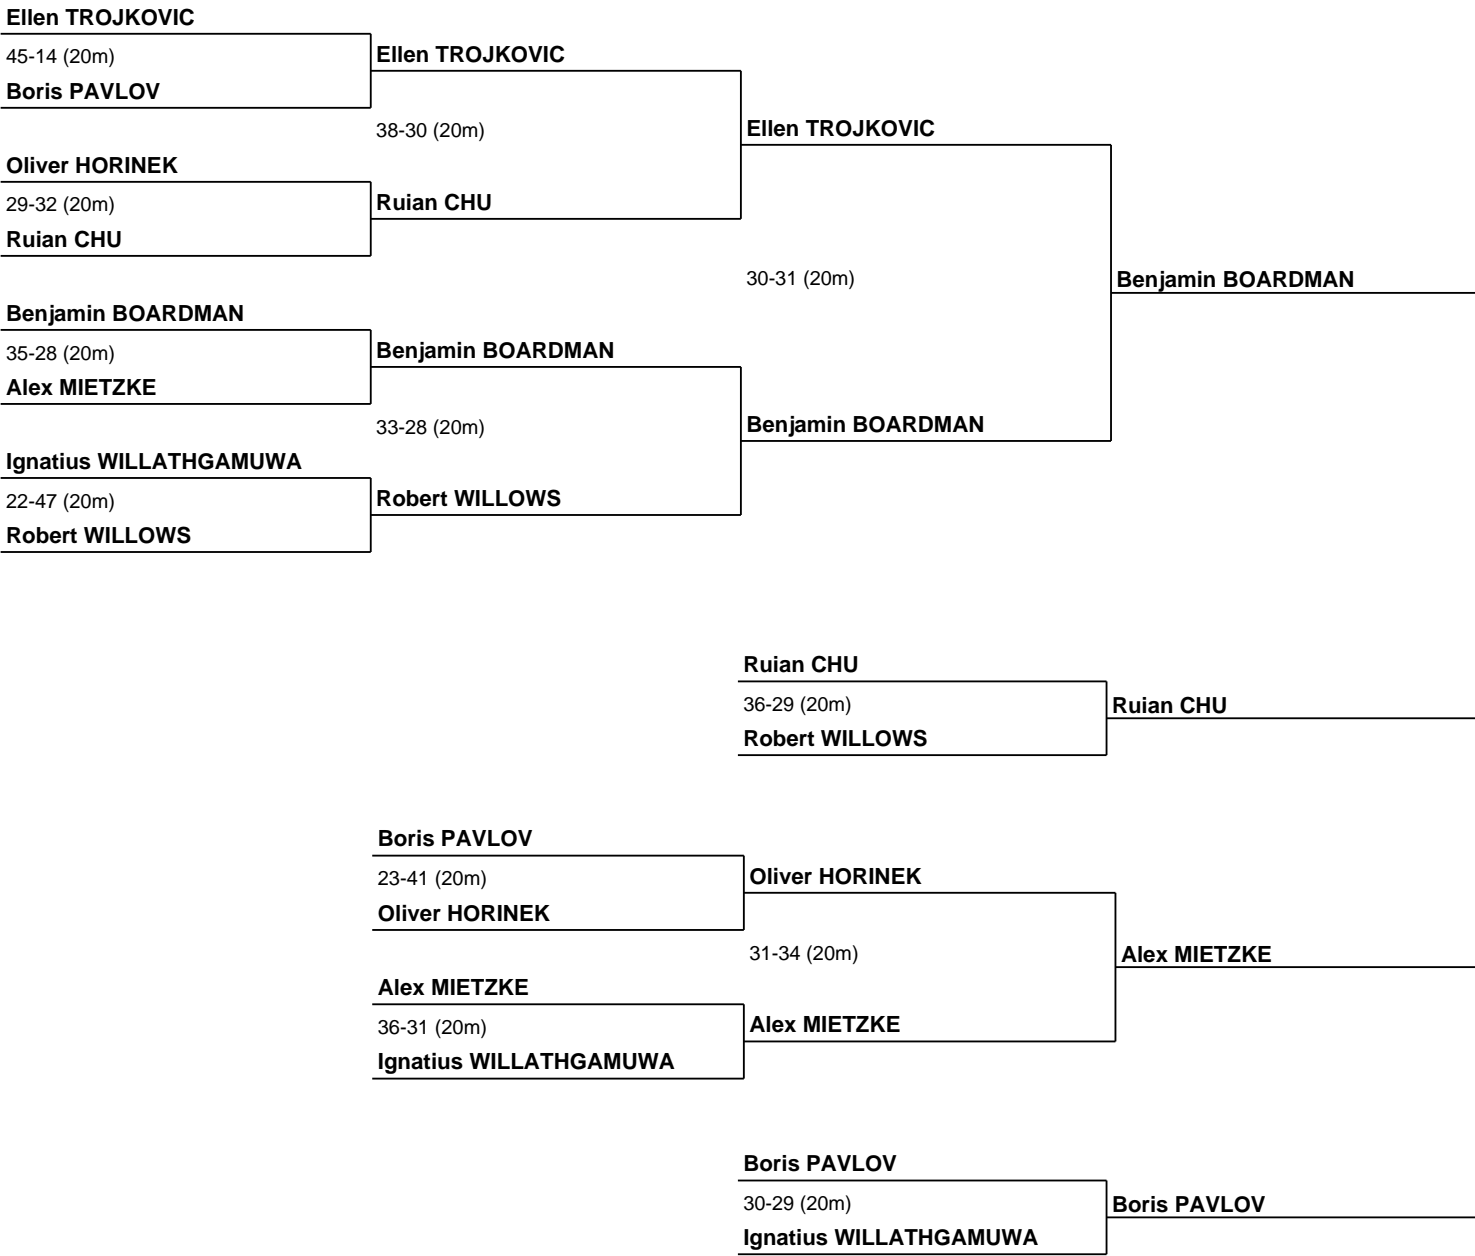 Ellen TROJKOVIC
45-14 (20m)
Boris PAVLOV
Ellen TROJKOVIC
38-30 (20m)
Ellen TROJKOVIC
Oliver HORINEK
29-32 (20m)
Ruian CHU
Ruian CHU
30-31 (20m)
Benjamin BOARDMAN
Benjamin BOARDMAN
35-28 (20m)
Alex MIETZKE
Benjamin BOARDMAN
33-28 (20m)
Benjamin BOARDMAN
Ignatius WILLATHGAMUWA
22-47 (20m)
Robert WILLOWS
Robert WILLOWS
Ruian CHU
36-29 (20m)
Robert WILLOWS
Ruian CHU
Boris PAVLOV
23-41 (20m)
Oliver HORINEK
Oliver HORINEK
31-34 (20m)
Alex MIETZKE
Alex MIETZKE
36-31 (20m)
Ignatius WILLATHGAMUWA
Alex MIETZKE
Boris PAVLOV
30-29 (20m)
Ignatius WILLATHGAMUWA
Boris PAVLOV